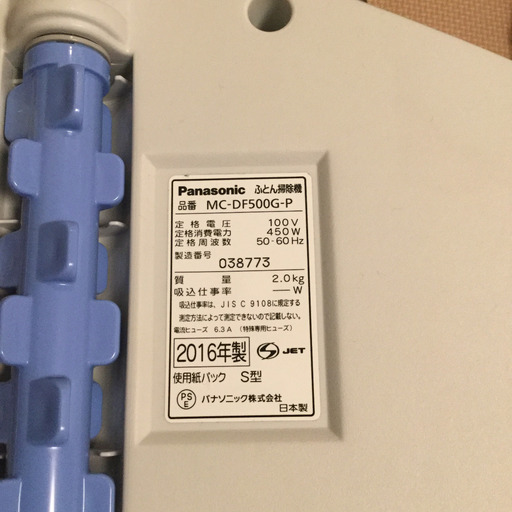 Panasonic ふとん掃除機
品番 MC-DF500G-P
定格電圧 100V
定格消費電力 450W
定格周波数 50-60Hz
製造番号 038773
質量 2.0kg
吸込仕事率 ――W
吸込仕事率は、JIS C 9108に規定する
測定方法によって測定できないので記載しない。
電流ヒューズ 6.3A (特殊専用ヒューズ)
2016年製 S JET
使用紙パック S型
PSE パナソニック株式会社
日本製